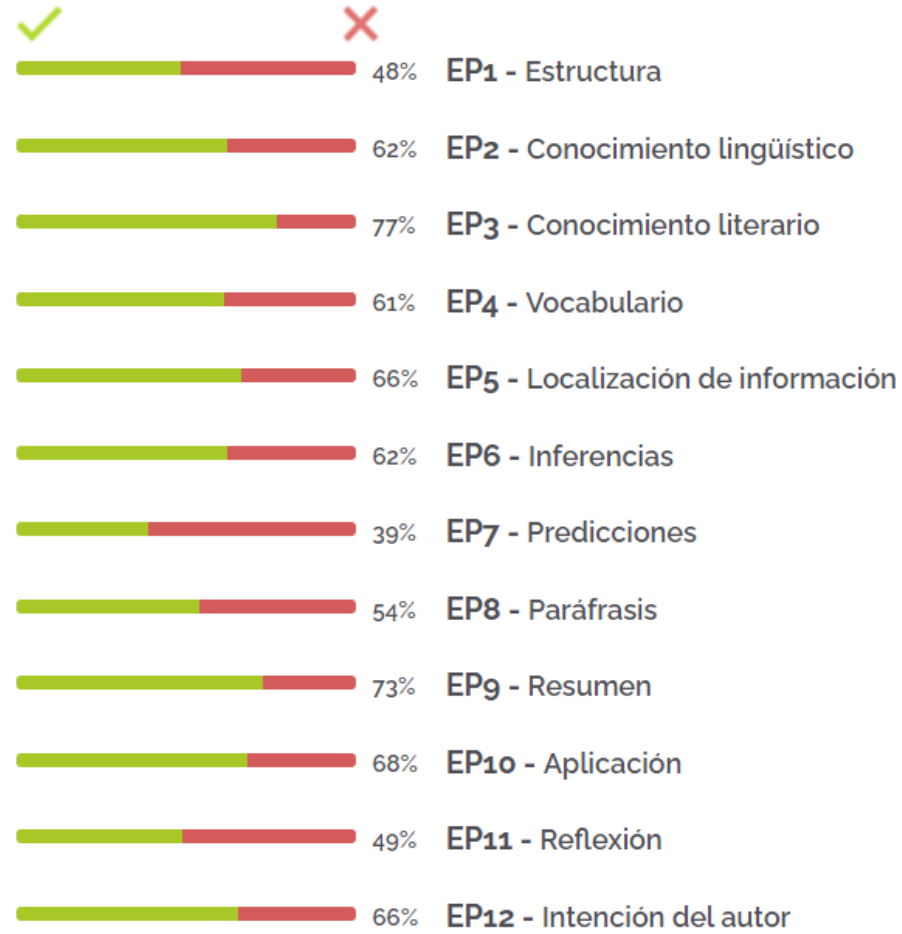 48% EP1 - Estructura
62% EP2 - Conocimiento lingüístico
77% EP3 - Conocimiento literario
61% EP4 - Vocabulario
66% EP5 - Localización de información
62% EP6 - Inferencias
39% EP7 - Predicciones
54% EP8 - Paráfrasis
73% EP9 - Resumen
68% EP10 - Aplicación
49% EP11 - Reflexión
66% EP12 - Intención del autor